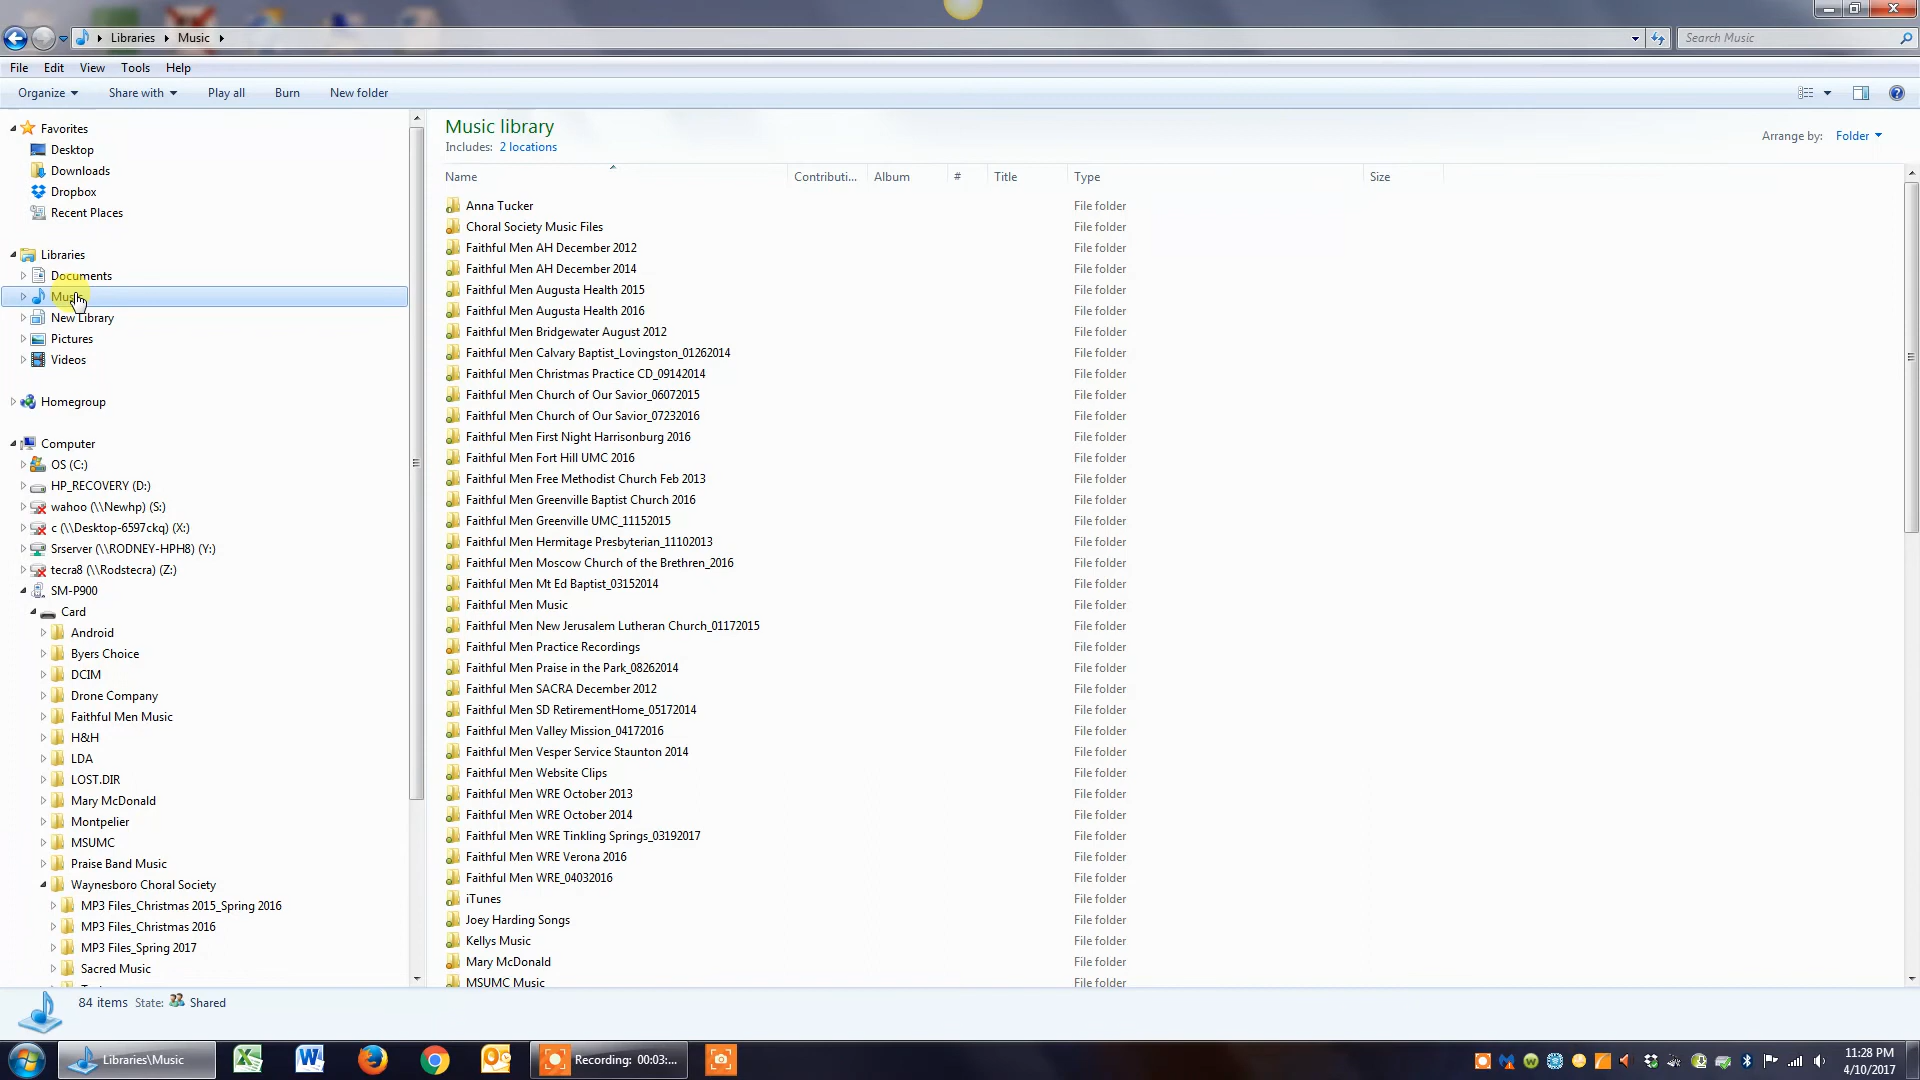 Libraries Music
Search Music
File Edit View Tools Help
Organize Share with Play all Burn New folder
Favorites
Desktop
Downloads
Dropbox
Recent Places
Libraries
Documents
Music
New Library
Pictures
Videos
Homegroup
Computer
OS (C:)
HP_RECOVERY (D:)
wahoo (\\Newhp) (S:)
c (\\Desktop-6597ckq) (X:)
Srserver (\\RODNEY-HPH8) (Y:)
tecra8 (\\Rodstecra) (Z:)
SM-P900
Card
Android
Byers Choice
DCIM
Drone Company
Faithful Men Music
H&H
LDA
LOST.DIR
Mary McDonald
Montpelier
MSUMC
Praise Band Music
Waynesboro Choral Society
MP3 Files_Christmas 2015_Spring 2016
MP3 Files_Christmas 2016
MP3 Files_Spring 2017
Sacred Music
Music library
Includes: 2 locations
Arrange by: Folder
Name Contributi... Album # Title Type Size
Anna Tucker File folder
Choral Society Music Files File folder
Faithful Men AH December 2012 File folder
Faithful Men AH December 2014 File folder
Faithful Men Augusta Health 2015 File folder
Faithful Men Augusta Health 2016 File folder
Faithful Men Bridgewater August 2012 File folder
Faithful Men Calvary Baptist_Lovingston_01262014 File folder
Faithful Men Christmas Practice CD_09142014 File folder
Faithful Men Church of Our Savior_06072015 File folder
Faithful Men Church of Our Savior_07232016 File folder
Faithful Men First Night Harrisonburg 2016 File folder
Faithful Men Fort Hill UMC 2016 File folder
Faithful Men Free Methodist Church Feb 2013 File folder
Faithful Men Greenville Baptist Church 2016 File folder
Faithful Men Greenville UMC_11152015 File folder
Faithful Men Hermitage Presbyterian_11102013 File folder
Faithful Men Moscow Church of the Brethren_2016 File folder
Faithful Men Mt Ed Baptist_03152014 File folder
Faithful Men Music File folder
Faithful Men New Jerusalem Lutheran Church_01172015 File folder
Faithful Men Practice Recordings File folder
Faithful Men Praise in the Park_08262014 File folder
Faithful Men SACRA December 2012 File folder
Faithful Men SD RetirementHome_05172014 File folder
Faithful Men Valley Mission_04172016 File folder
Faithful Men Vesper Service Staunton 2014 File folder
Faithful Men Website Clips File folder
Faithful Men WRE October 2013 File folder
Faithful Men WRE October 2014 File folder
Faithful Men WRE Tinkling Springs_03192017 File folder
Faithful Men WRE Verona 2016 File folder
Faithful Men WRE_04032016 File folder
iTunes File folder
Joey Harding Songs File folder
Kellys Music File folder
Mary McDonald File folder
MSUMC Music File folder
84 items State: Shared
Libraries\Music
Recording: 00:03:...
11:28 PM
4/10/2017